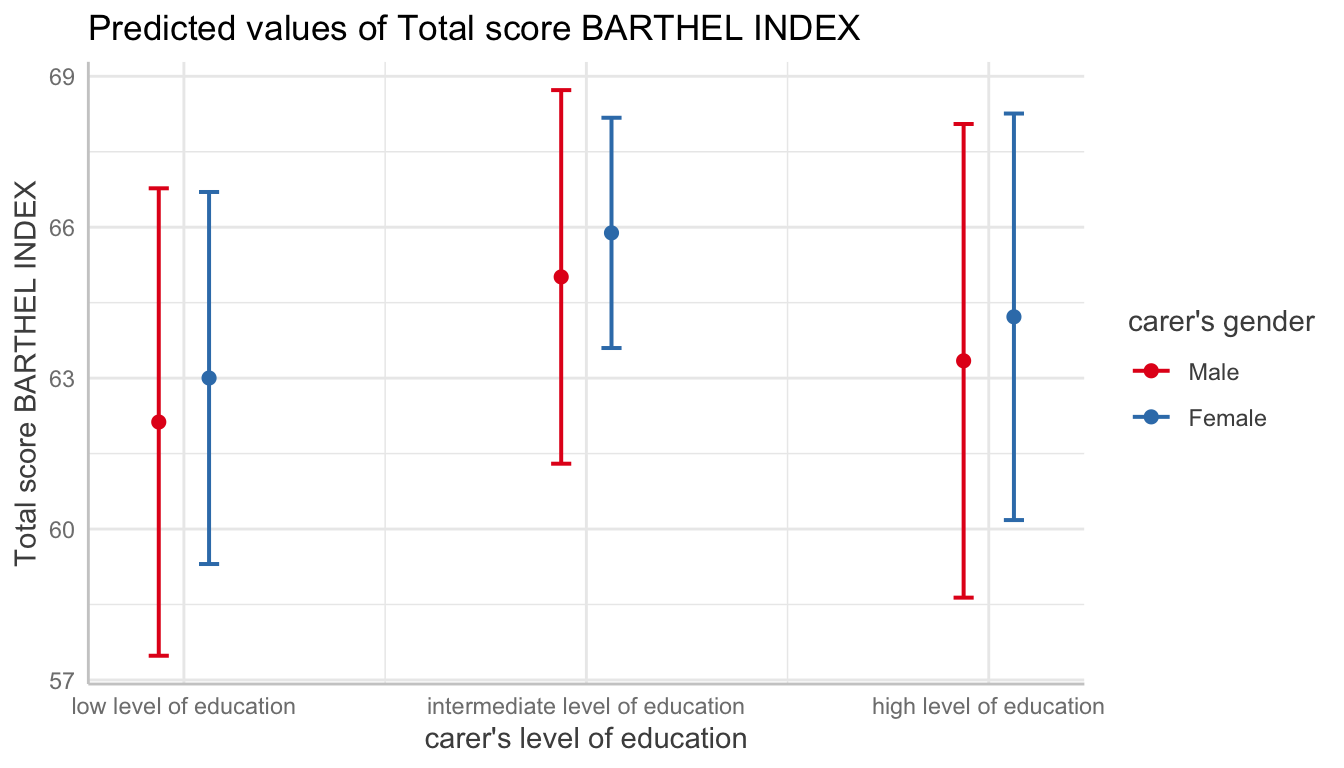 Predicted values of Total score BARTHEL INDEX
Total score BARTHEL INDEX
69
66
63
60
57
low level of education
intermediate level of education
high level of education
carer's level of education
carer's gender
Male
Female